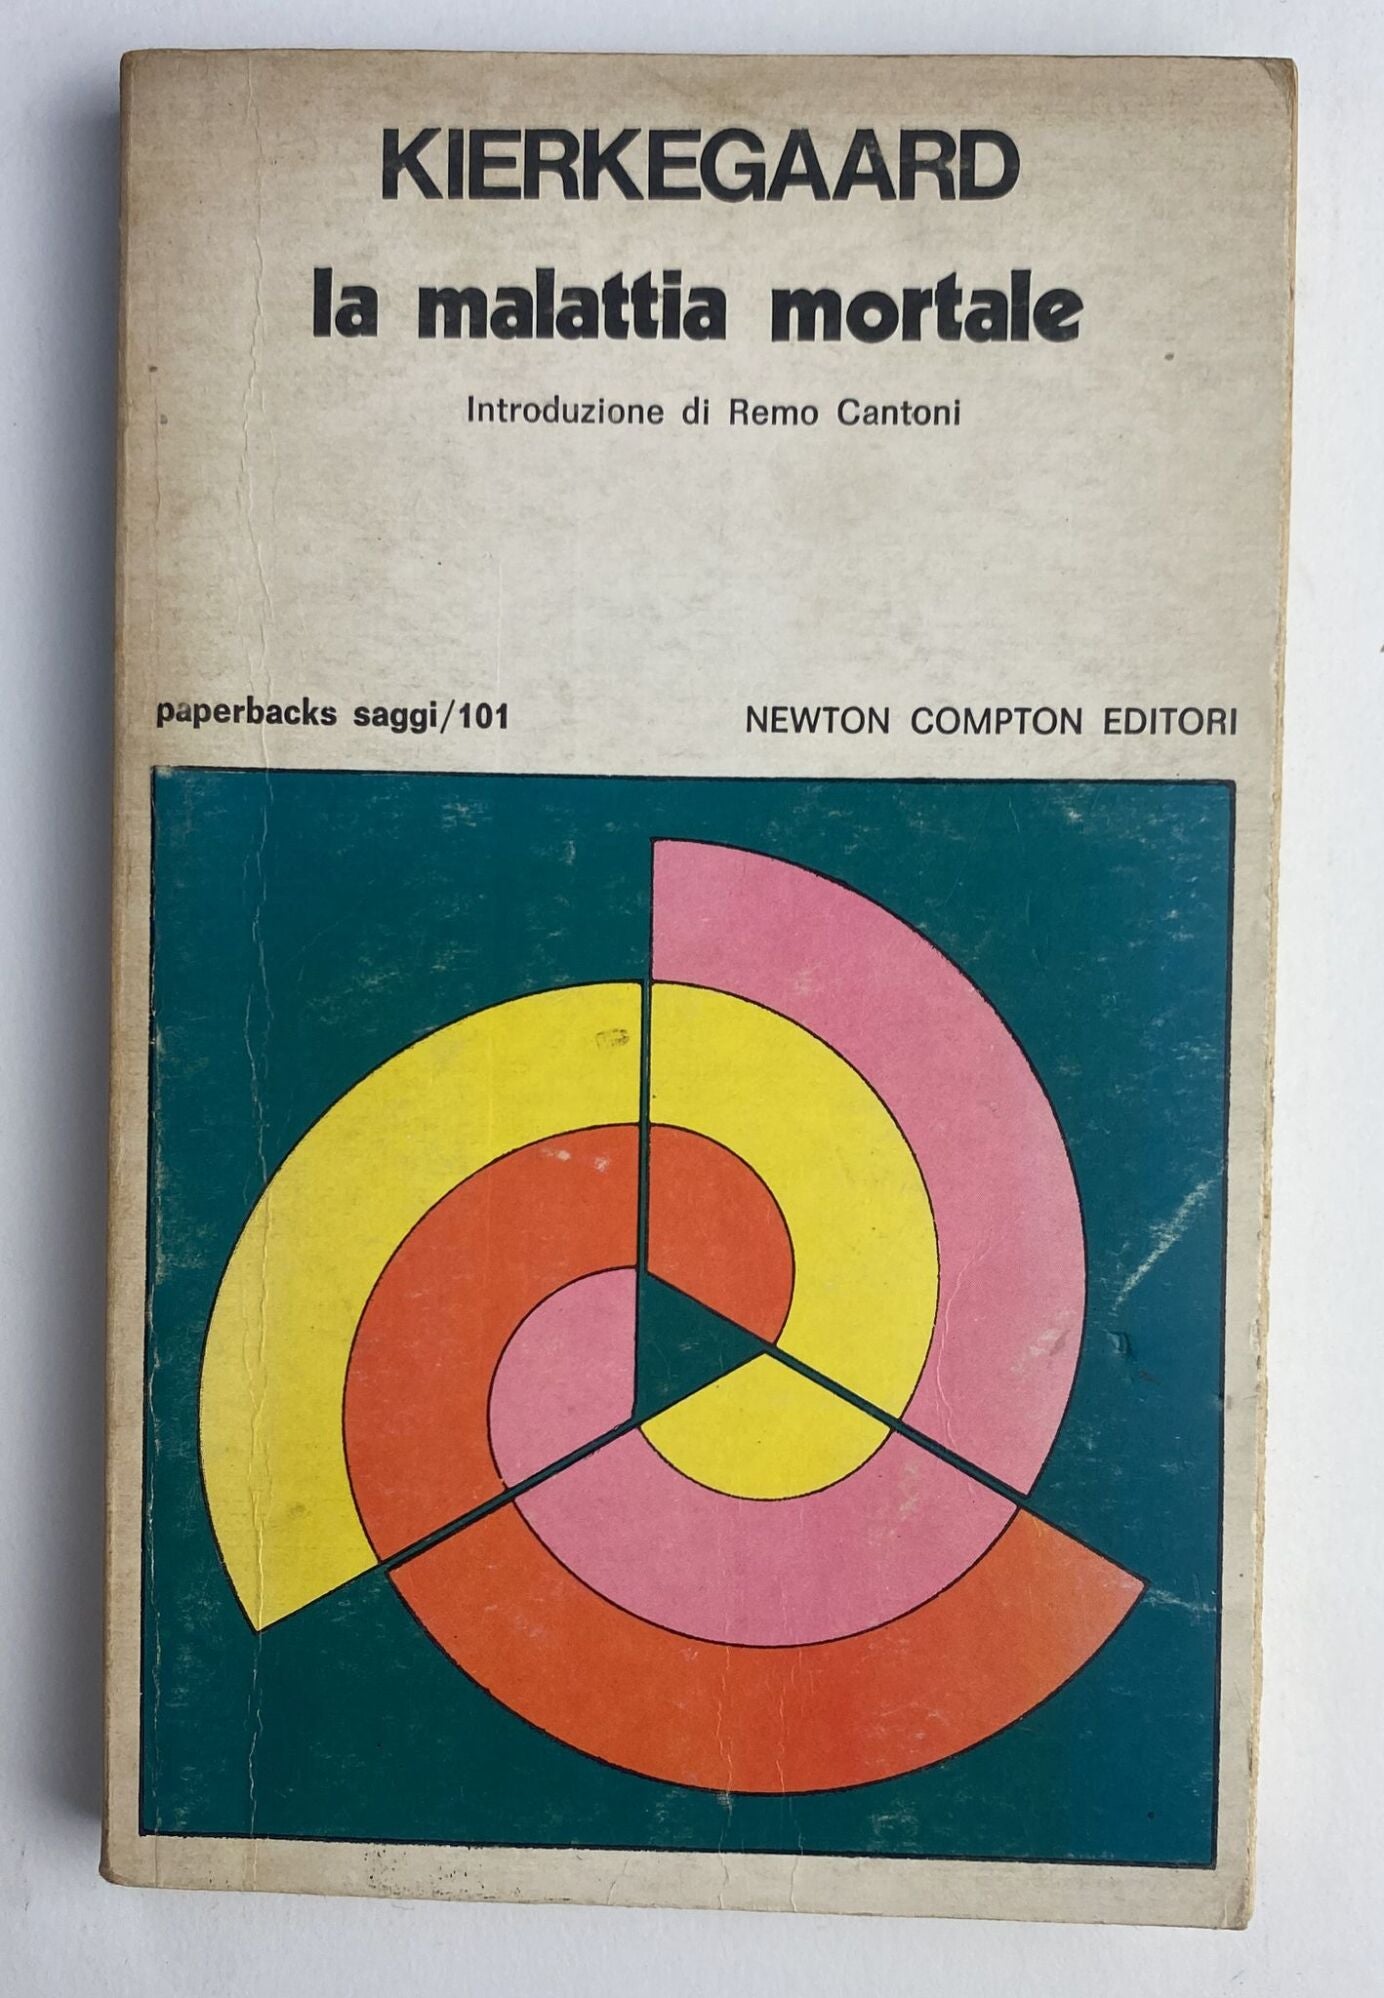 KIERKEGAARD
la malattia mortale
Introduzione di Remo Cantoni
paperbacks saggi/101
NEWTON COMPTON EDITORI